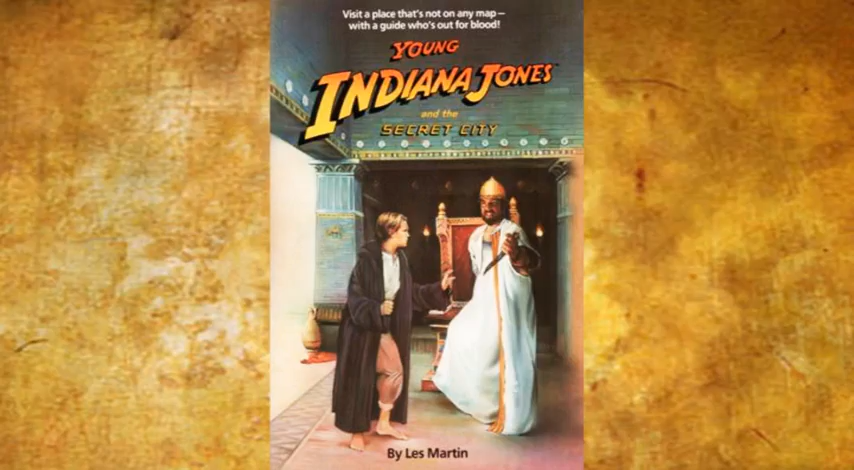 Visit a place that's not on any map –
with a guide who's out for blood!
YOUNG
INDIANA JONES
and the
SECRET CITY
By Les Martin